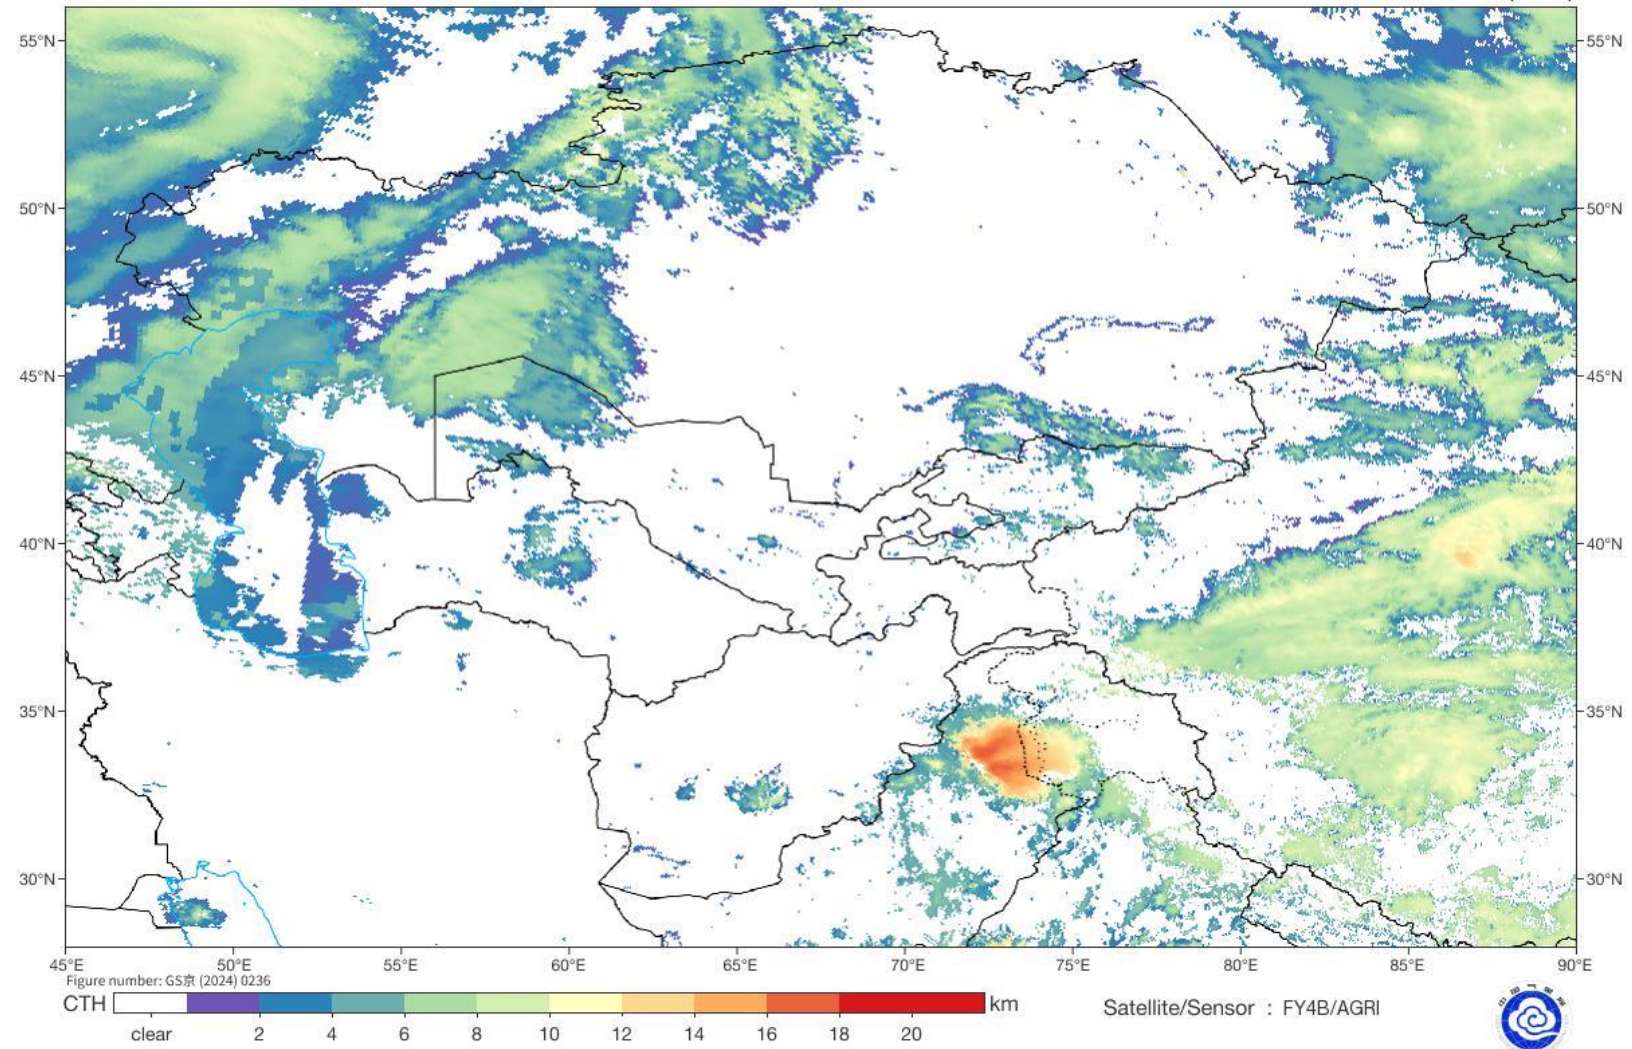 55°N 55°N
50°N 50°N
45°N 45°N
40°N 40°N
35°N 35°N
30°N 30°N
45°E 50°E 55°E 60°E 65°E 70°E 75°E 80°E 85°E 90°E
Figure number: GS京 (2024) 0236
CTH km
clear 2 4 6 8 10 12 14 16 18 20
Satellite/Sensor : FY4B/AGRI